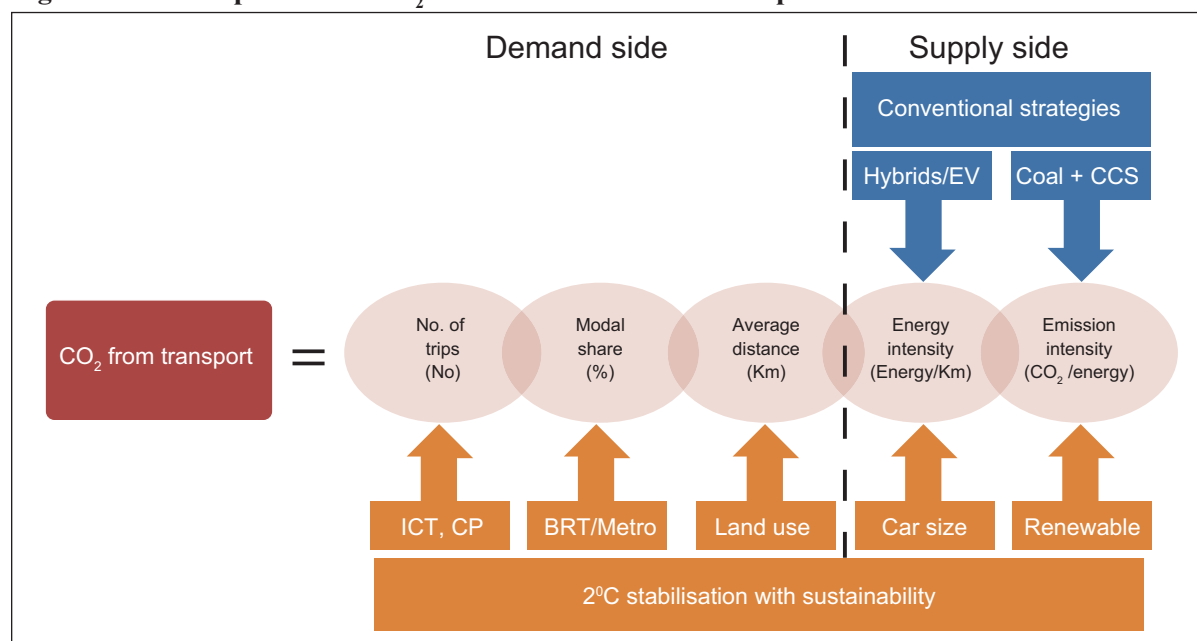 Demand side
Supply side
Conventional strategies
Hybrids/EV
Coal + CCS
CO₂ from transport
=
No. of
trips
(No)
Modal
share
(%)
Average
distance
(Km)
Energy
intensity
(Energy/Km)
Emission
intensity
(CO₂ /energy)
ICT, CP
BRT/Metro
Land use
Car size
Renewable
2⁰C stabilisation with sustainability